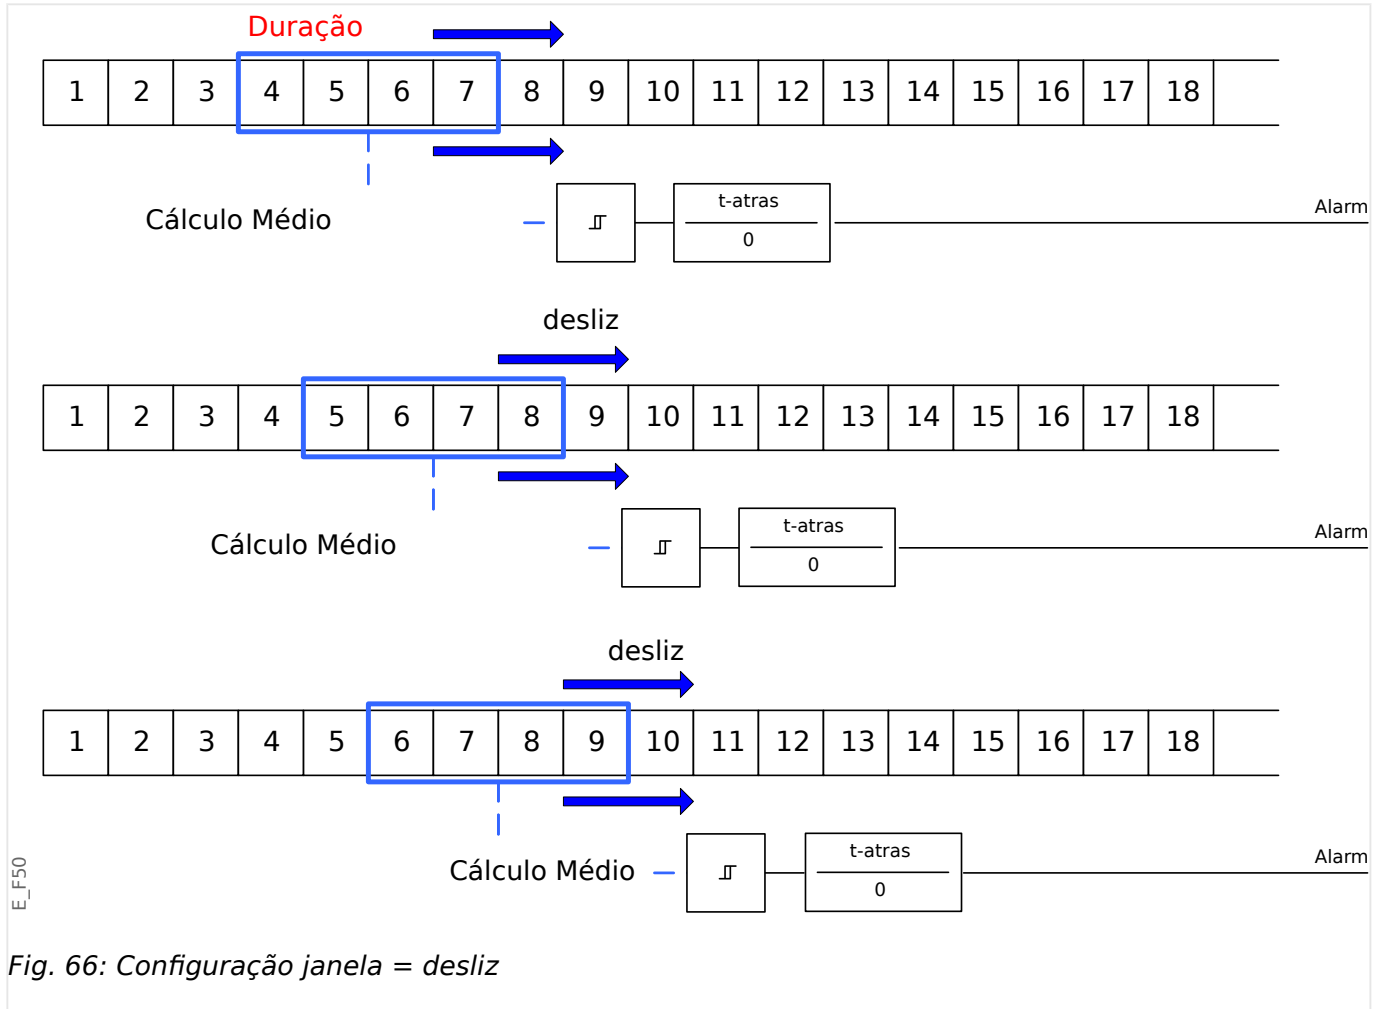 Duração
1 2 3 4 5 6 7 8 9 10 11 12 13 14 15 16 17 18
Cálculo Médio
t-atras
0
Alarm
desliz
1 2 3 4 5 6 7 8 9 10 11 12 13 14 15 16 17 18
Cálculo Médio
t-atras
0
Alarm
desliz
1 2 3 4 5 6 7 8 9 10 11 12 13 14 15 16 17 18
Cálculo Médio
t-atras
0
Alarm
E_F50
Fig. 66: Configuração janela = desliz